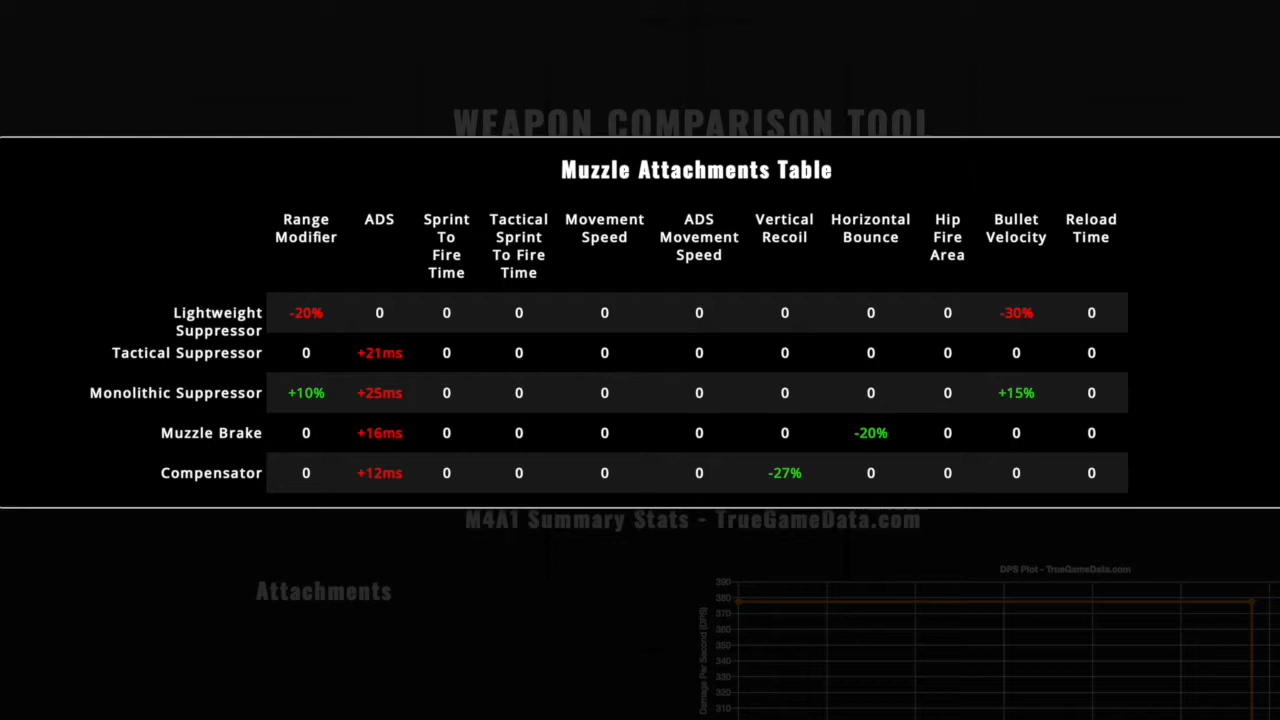 WEAPON COMPARISON TOOL
Muzzle Attachments Table
Range Modifier ADS Sprint To Fire Time Tactical Sprint To Fire Time Movement Speed ADS Movement Speed Vertical Recoil Horizontal Bounce Hip Fire Area Bullet Velocity Reload Time
Lightweight Suppressor -20% 0 0 0 0 0 0 0 0 -30% 0
Tactical Suppressor 0 +21ms 0 0 0 0 0 0 0 0 0
Monolithic Suppressor +10% +25ms 0 0 0 0 0 0 0 +15% 0
Muzzle Brake 0 +16ms 0 0 0 0 0 -20% 0 0 0
Compensator 0 +12ms 0 0 0 0 -27% 0 0 0 0
M4A1 Summary Stats - TrueGameData.com
Attachments
DPS Plot - TrueGameData.com
Damage Per Second (DPS)
390
380
370
360
350
340
330
320
310